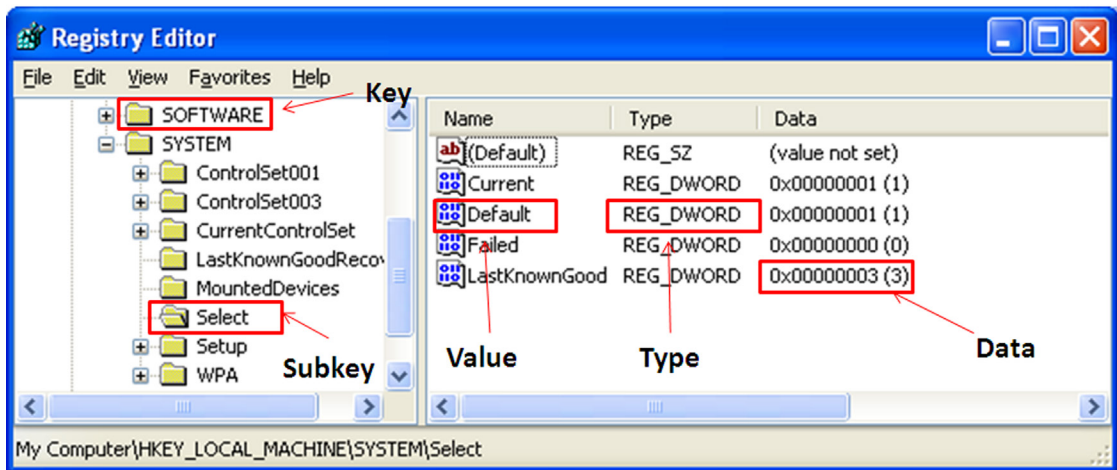 Registry Editor
File Edit View Favorites Help
Key
SOFTWARE
SYSTEM
ControlSet001
ControlSet003
CurrentControlSet
LastKnownGoodRecov
MountedDevices
Select
Setup
WPA
Subkey
Name Type Data
(Default) REG_SZ (value not set)
Current REG_DWORD 0x00000001 (1)
Default REG_DWORD 0x00000001 (1)
Failed REG_DWORD 0x00000000 (0)
LastKnownGood REG_DWORD 0x00000003 (3)
Value Type Data
My Computer\HKEY_LOCAL_MACHINE\SYSTEM\Select